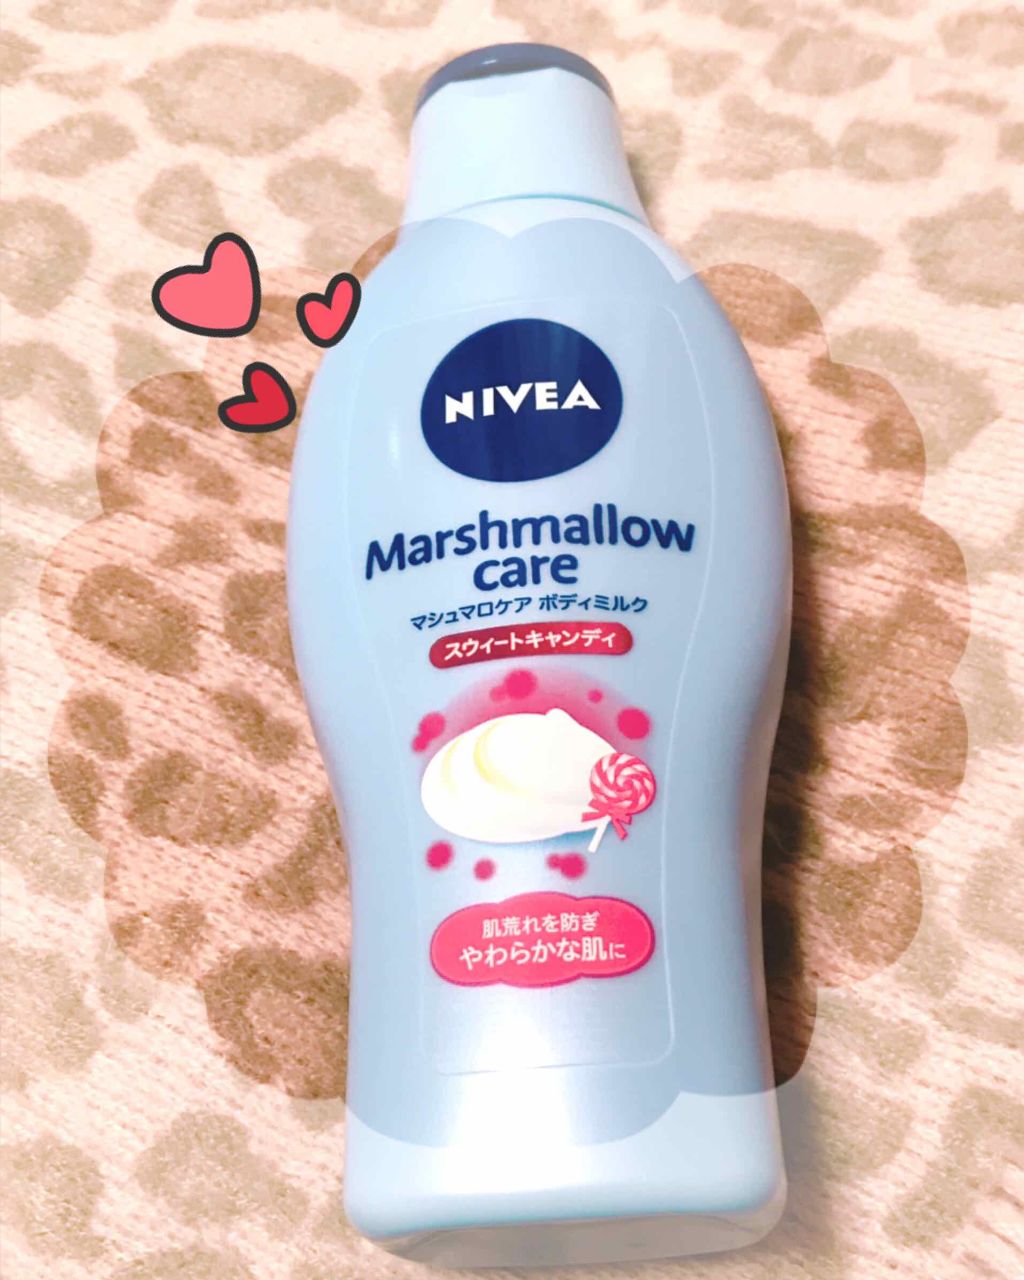 NIVEA
Marshmallow
care
マシュマロケア ボディミルク
スウィートキャンディ
肌荒れを防ぎ
やわらかな肌に